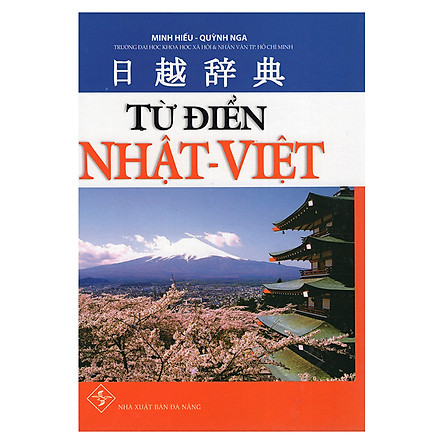 MINH HIẾU - QUỲNH NGA
TRƯỜNG ĐẠI HỌC KHOA HỌC XÃ HỘI & NHÂN VĂN TP. HỒ CHÍ MINH
日越辞典
TỪ ĐIỂN
NHẬT-VIỆT
NHÀ XUẤT BẢN ĐÀ NẴNG